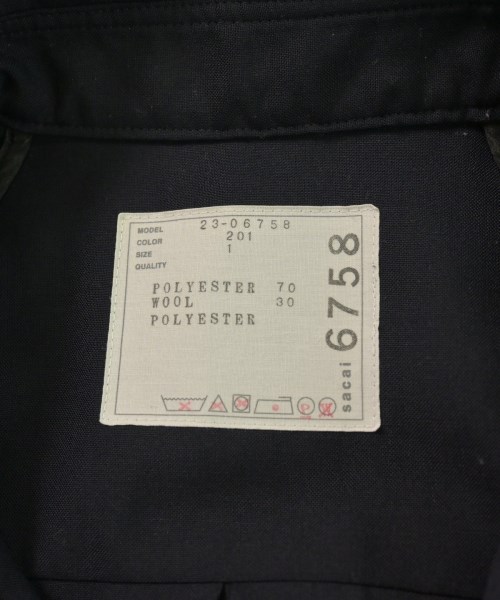 MODEL 23-06758
COLOR 201
SIZE 1
QUALITY
POLYESTER 70
WOOL 30
POLYESTER
sacai 6758